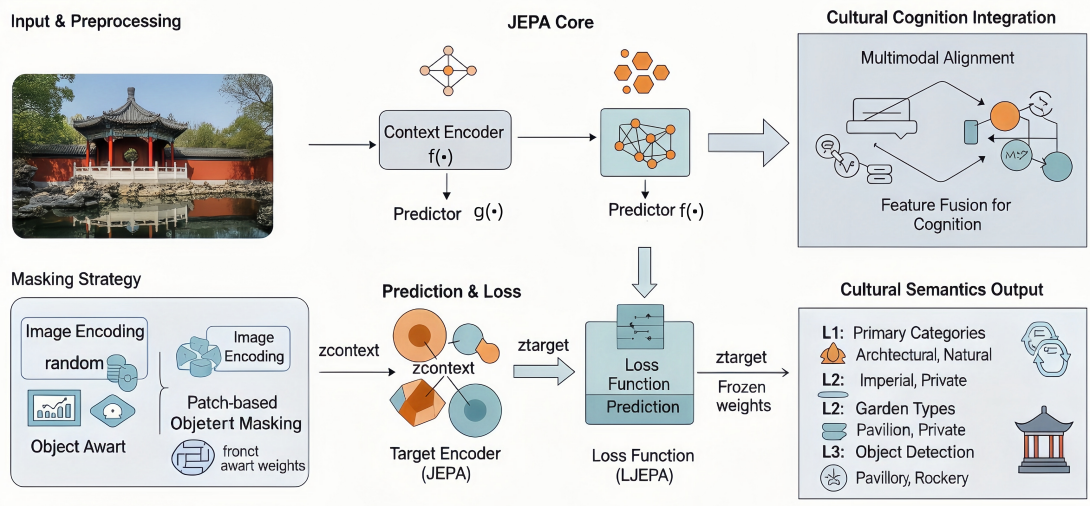 Input & Preprocessing
JEPA Core
Context Encoder
f(•)
Predictor g(•)
Predictor f(•)
Cultural Cognition Integration
Multimodal Alignment
Feature Fusion for
Cognition
Masking Strategy
Image Encoding
random
Object Awart
Image
Encoding
Patch-based
Objetert Masking
fronct
awart weights
zcontext
Prediction & Loss
zcontext
Target Encoder
(JEPA)
ztarget
Loss
Function
Prediction
Loss Function
(LJEPA)
ztarget
Frozen
weights
Cultural Semantics Output
L1: Primary Categories
Archtectural, Natural
L2: Imperial, Private
L2: Garden Types
Pavilion, Private
L3: Object Detection
Pavillory, Rockery